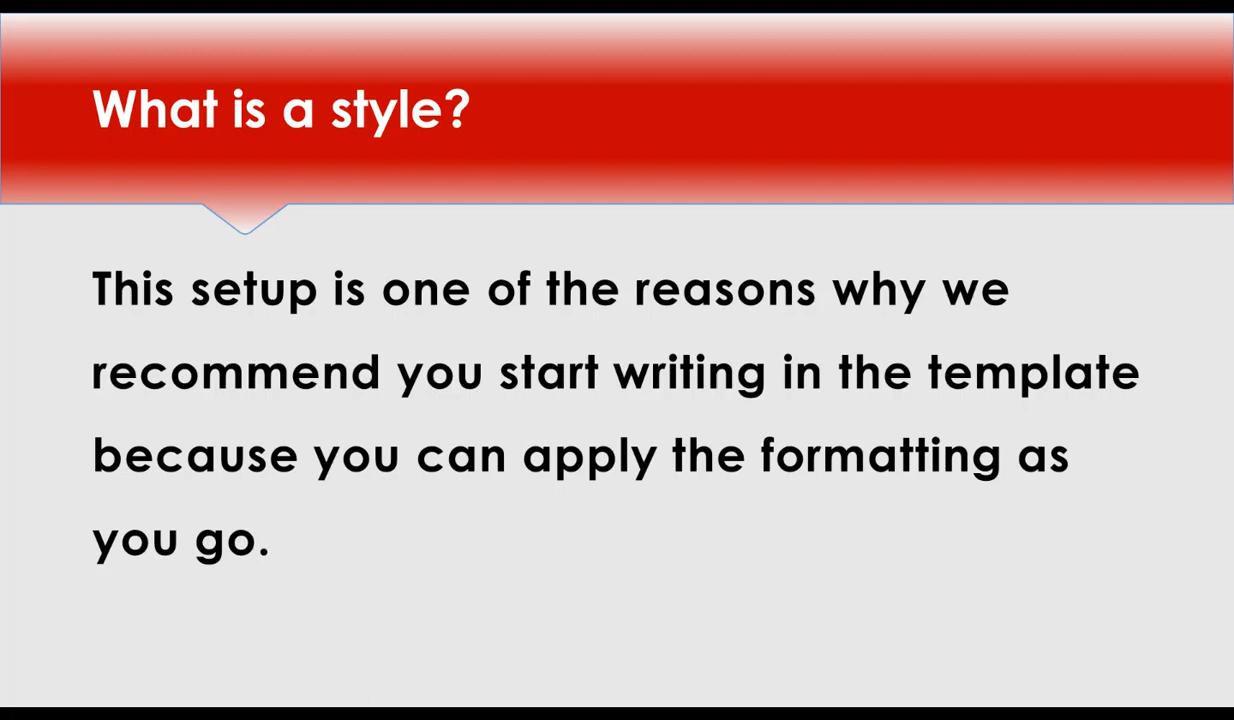 What is a style?
This setup is one of the reasons why we
recommend you start writing in the template
because you can apply the formatting as
you go.